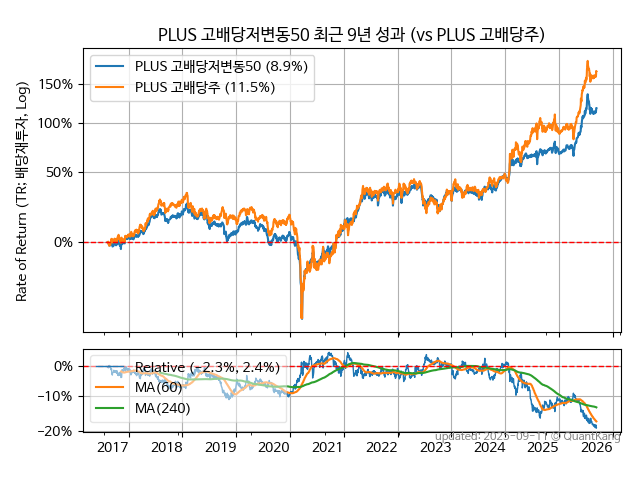 PLUS 고배당저변동50 최근 9년 성과 (vs PLUS 고배당주)
PLUS 고배당저변동50 (8.9%)
PLUS 고배당주 (11.5%)
150%
100%
50%
0%
Rate of Return (TR: 배당재투자, Log)
Relative (−2.3%, 2.4%)
MA(60)
MA(240)
0%
−10%
−20%
2017 2018 2019 2020 2021 2022 2023 2024 2025 2026
© QuantKang